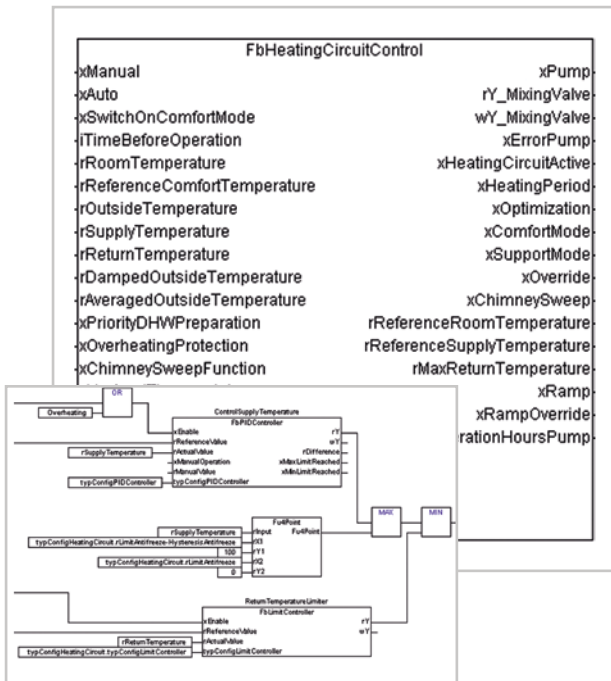 FbHeatingCircuitControl
xManual xPump
xAuto rY_MixingValve
xSwitchOnComfortMode wY_MixingValve
iTimeBeforeOperation xErrorPump
rRoomTemperature xHeatingCircuitActive
rReferenceComfortTemperature xHeatingPeriod
rOutsideTemperature xOptimization
rSupplyTemperature xComfortMode
rReturnTemperature xSupportMode
rDampedOutsideTemperature xOverride
rAveragedOutsideTemperature xChimneySweep
xPriorityDHWPreparation rReferenceRoomTemperature
xOverheatingProtection rReferenceSupplyTemperature
xChimneySweepFunction rMaxReturnTemperature
xRamp
xRampOverride
erationHoursPump
OR
Overheating
ControlSupplyTemperature
FbPIDController
xEnable rY
rReferenceValue wY
rSupplyTemperature rActualValue rDifference
xManualOperation xMaxLimitReached
rManualValue xMinLimitReached
typConfigPIDController typConfigPIDController
MAX MIN
Fu4Point
rSupplyTemperature rInput Fu4Point
typConfigHeatingCircuit.rLimitAntifreeze-HysteresisAntifreeze rX1
100 rY1
typConfigHeatingCircuit.rLimitAntifreeze rX2
0 rY2
ReturnTemperatureLimiter
FbLimitController
xEnable rY
rReferenceValue wY
rReturnTemperature rActualValue
typConfigHeatingCircuit.typConfigLimitController typConfigLimitController